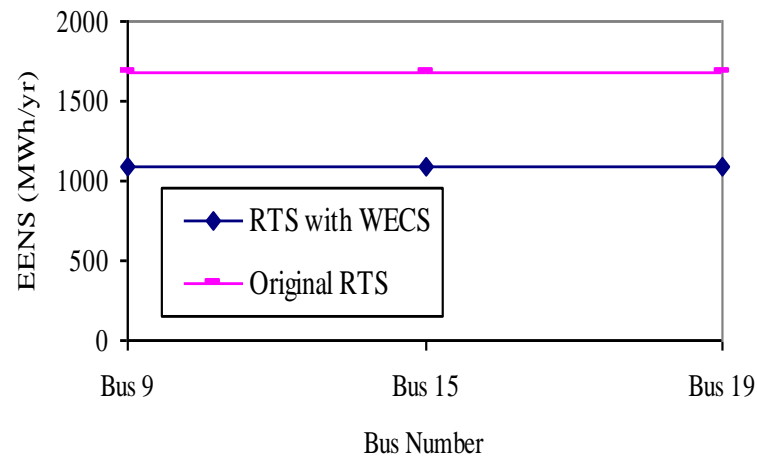 2000
1500
1000
500
0
EENS (MWh/yr)
RTS with WECS
Original RTS
Bus 9
Bus 15
Bus 19
Bus Number